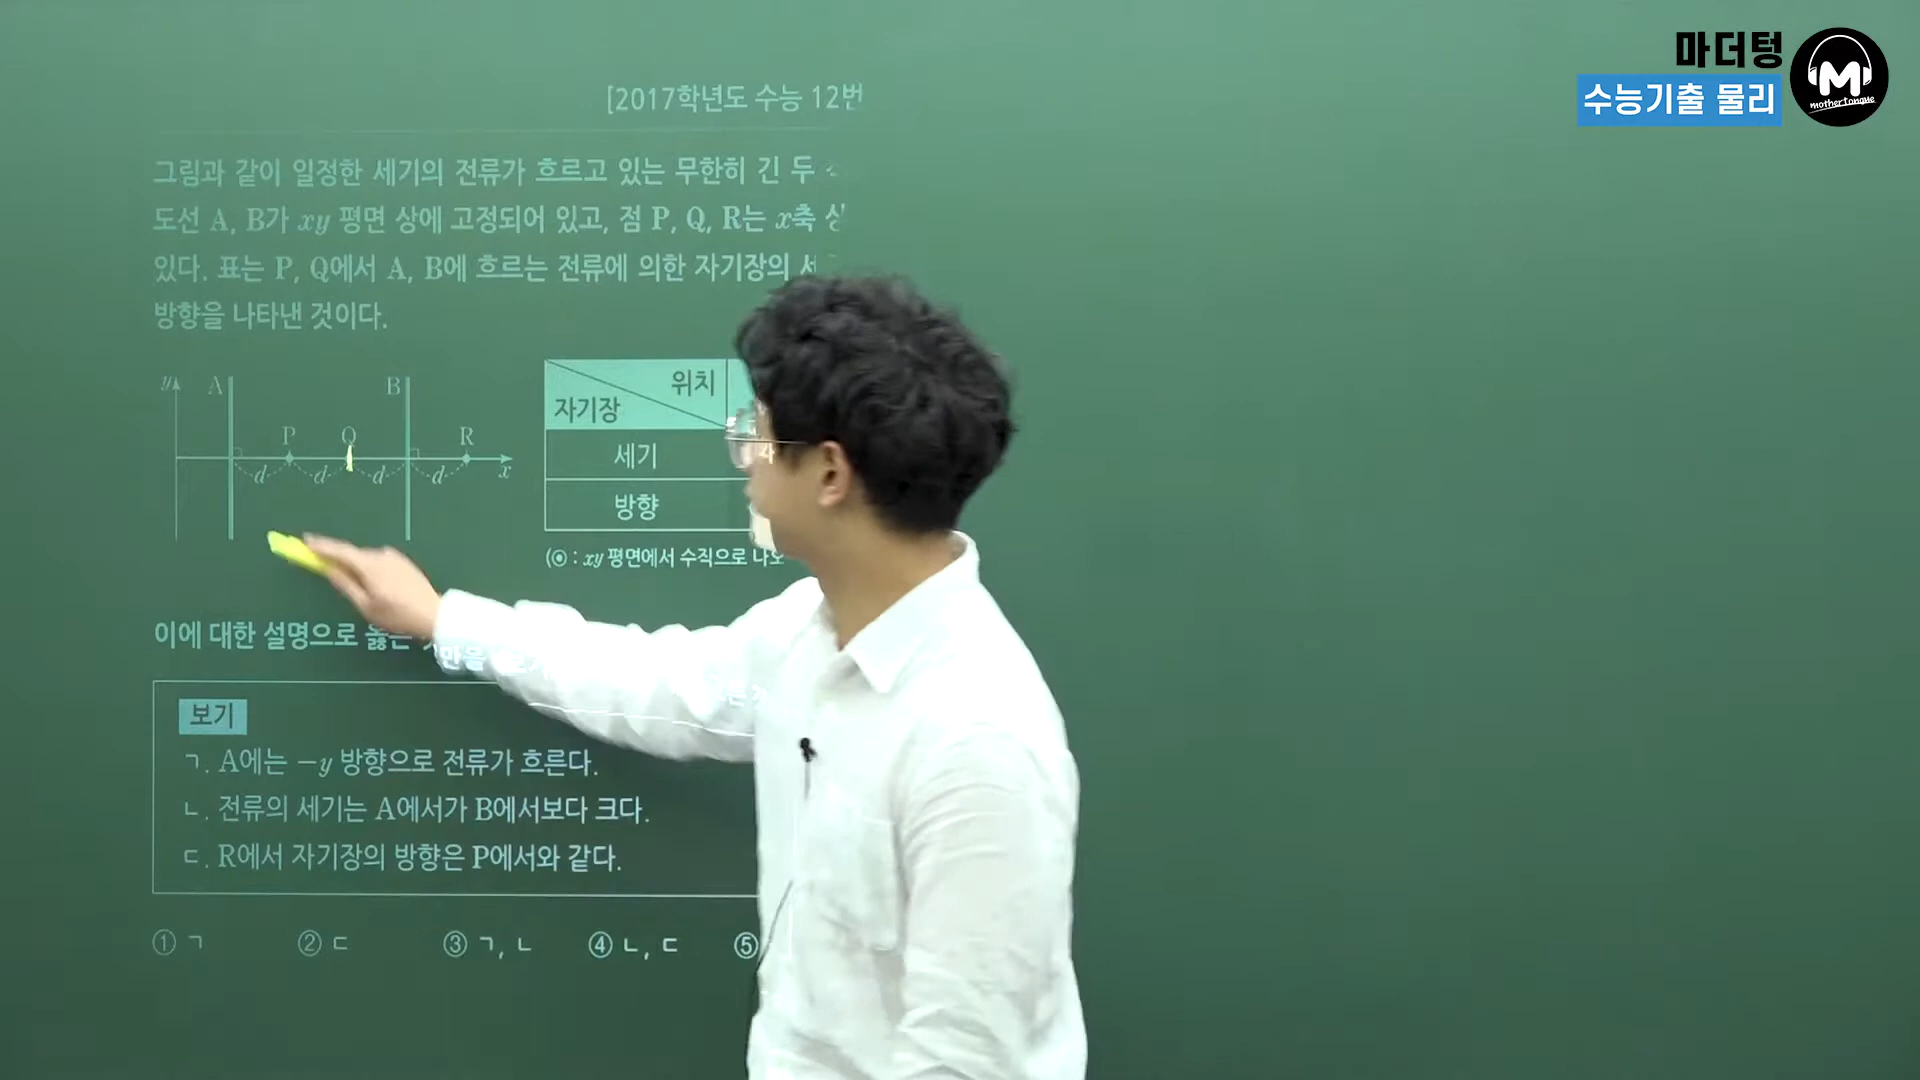 마더텅
수능기출 물리
M
mothertongue
[2017학년도 수능 12번
그림과 같이 일정한 세기의 전류가 흐르고 있는 무한히 긴 두
도선 A, B가 xy 평면 상에 고정되어 있고, 점 P, Q, R는 x축 상
있다. 표는 P, Q에서 A, B에 흐르는 전류에 의한 자기장의
방향을 나타낸 것이다.
y A B
P Q R
d d d d x
위치
자기장
세기
방향
(⊙ : xy 평면에서 수직으로 나오
이에 대한 설명으로 옳은
보기
ㄱ. A에는 −y 방향으로 전류가 흐른다.
ㄴ. 전류의 세기는 A에서가 B에서보다 크다.
ㄷ. R에서 자기장의 방향은 P에서와 같다.
① ㄱ ② ㄷ ③ ㄱ, ㄴ ④ ㄴ, ㄷ ⑤